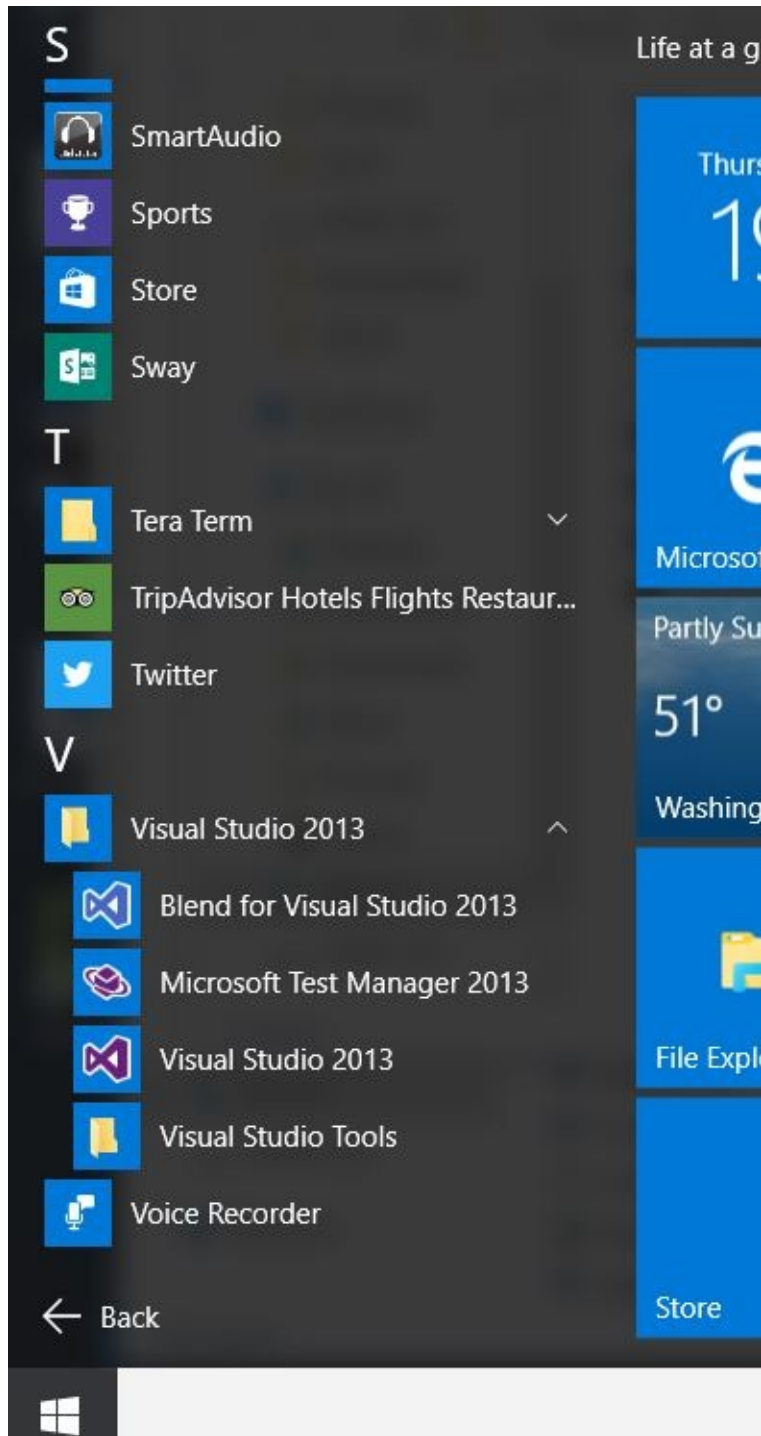 S
SmartAudio
Sports
Store
Sway
T
Tera Term
TripAdvisor Hotels Flights Restaur...
Twitter
V
Visual Studio 2013
Blend for Visual Studio 2013
Microsoft Test Manager 2013
Visual Studio 2013
Visual Studio Tools
Voice Recorder
Back
Life at a g
Thurs
19
Microsof
Partly Su
51°
Washing
File Expl
Store